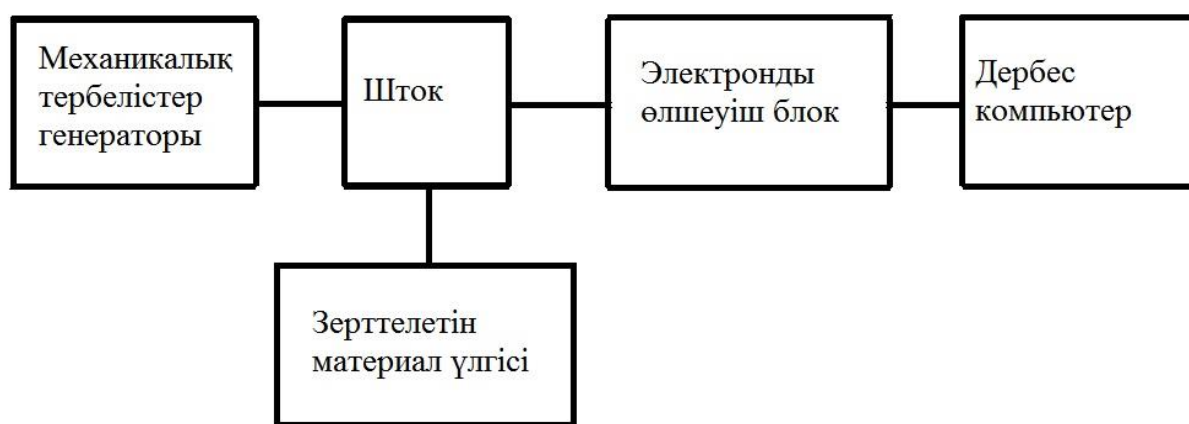 Механикалық
тербелістер
генераторы
Шток
Электронды
өлшеуіш блок
Дербес
компьютер
Зерттелетін
материал үлгісі